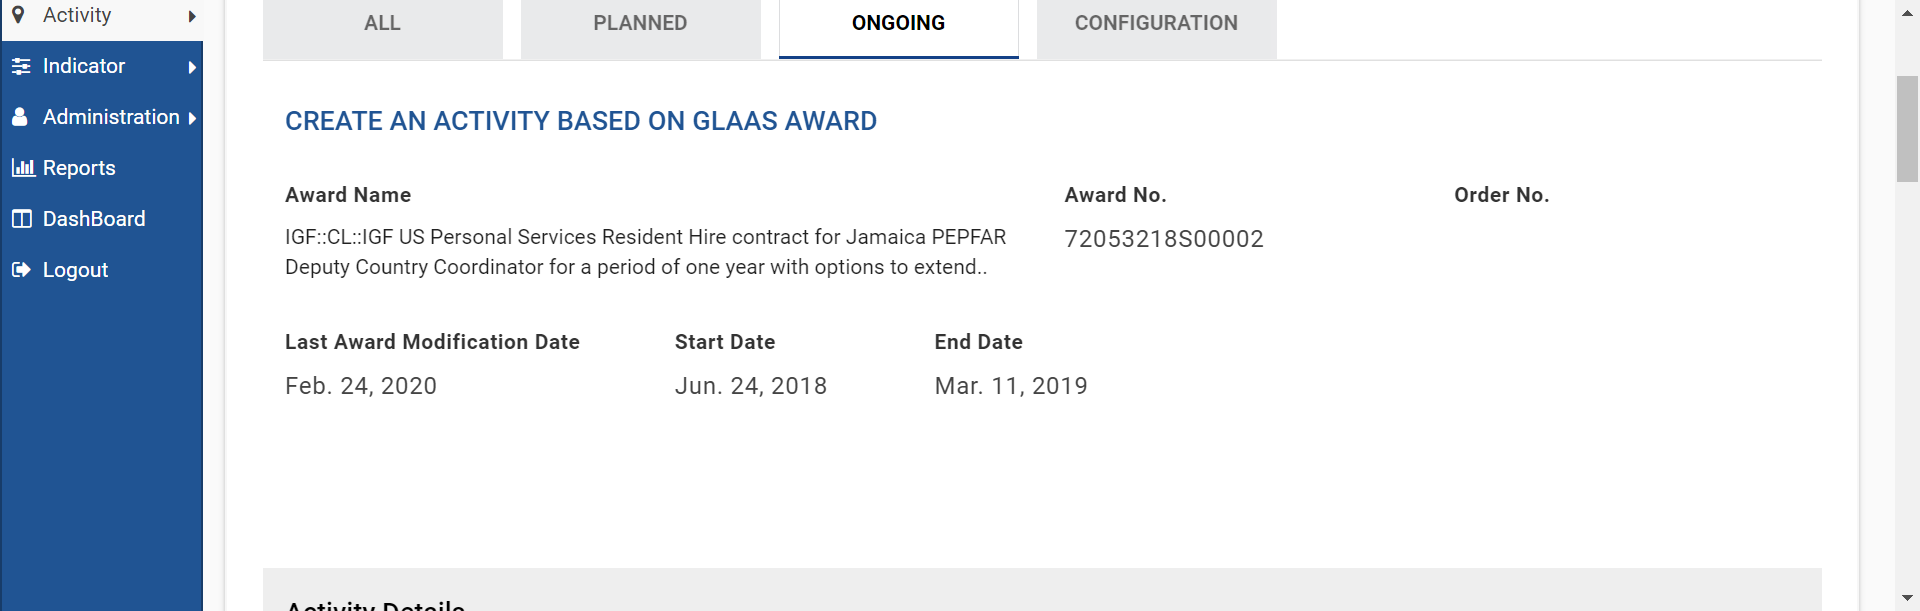 Activity
Indicator
Administration
Reports
DashBoard
Logout
ALL
PLANNED
ONGOING
CONFIGURATION
CREATE AN ACTIVITY BASED ON GLAAS AWARD
Award Name
Award No.
Order No.
IGF::CL::IGF US Personal Services Resident Hire contract for Jamaica PEPFAR
Deputy Country Coordinator for a period of one year with options to extend..
72053218S00002
Last Award Modification Date
Start Date
End Date
Feb. 24, 2020
Jun. 24, 2018
Mar. 11, 2019
Activity Details